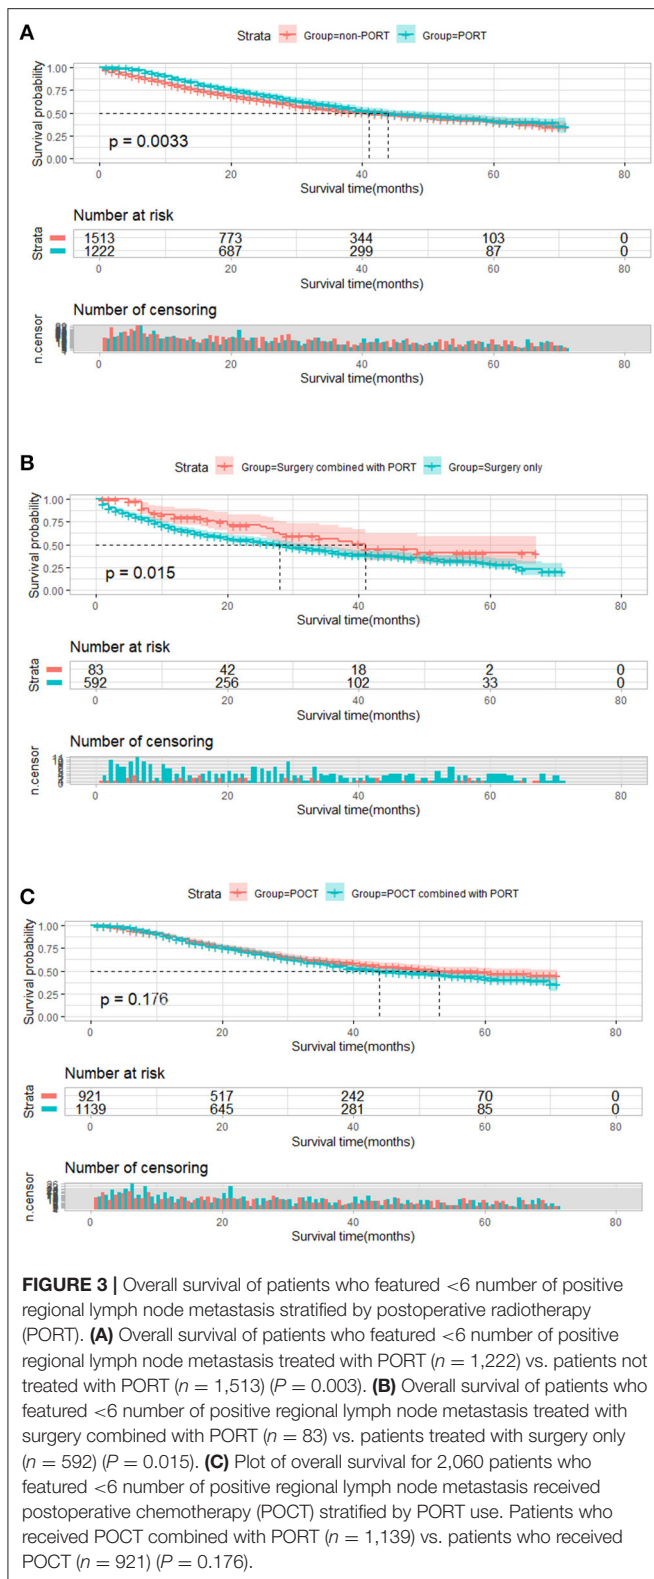 A
Strata Group=non-PORT Group=PORT
Survival probability
1.00
0.75
0.50
0.25
0.00
p = 0.0033
0 20 40 60 80
Survival time(months)
Number at risk
Strata
1513 773 344 103 0
1222 687 299 87 0
0 20 40 60 80
Survival time(months)
Number of censoring
n.censor
0 20 40 60 80
Survival time(months)
B
Strata Group=Surgery combined with PORT Group=Surgery only
Survival probability
1.00
0.75
0.50
0.25
0.00
p = 0.015
0 20 40 60 80
Survival time(months)
Number at risk
Strata
83 42 18 2 0
592 256 102 33 0
0 20 40 60 80
Survival time(months)
Number of censoring
n.censor
0 20 40 60 80
Survival time(months)
C
Strata Group=POCT Group=POCT combined with PORT
Survival probability
1.00
0.75
0.50
0.25
0.00
p = 0.176
0 20 40 60 80
Survival time(months)
Number at risk
Strata
921 517 242 70 0
1139 645 281 85 0
0 20 40 60 80
Survival time(months)
Number of censoring
n.censor
0 20 40 60 80
Survival time(months)
FIGURE 3 | Overall survival of patients who featured <6 number of positive
regional lymph node metastasis stratified by postoperative radiotherapy
(PORT). (A) Overall survival of patients who featured <6 number of positive
regional lymph node metastasis treated with PORT (n = 1,222) vs. patients not
treated with PORT (n = 1,513) (P = 0.003). (B) Overall survival of patients who
featured <6 number of positive regional lymph node metastasis treated with
surgery combined with PORT (n = 83) vs. patients treated with surgery only
(n = 592) (P = 0.015). (C) Plot of overall survival for 2,060 patients who
featured <6 number of positive regional lymph node metastasis received
postoperative chemotherapy (POCT) stratified by PORT use. Patients who
received POCT combined with PORT (n = 1,139) vs. patients who received
POCT (n = 921) (P = 0.176).